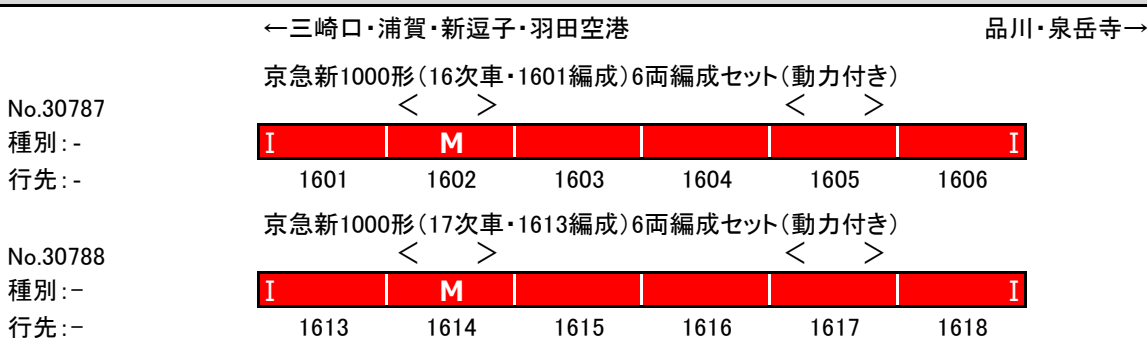 ←三崎口・浦賀・新逗子・羽田空港 品川・泉岳寺→
京急新1000形（16次車・1601編成）6両編成セット（動力付き）
No.30787 ＜ ＞ ＜ ＞
種別：- I M I
行先：- 1601 1602 1603 1604 1605 1606
京急新1000形（17次車・1613編成）6両編成セット（動力付き）
No.30788 ＜ ＞ ＜ ＞
種別：− I M I
行先：− 1613 1614 1615 1616 1617 1618